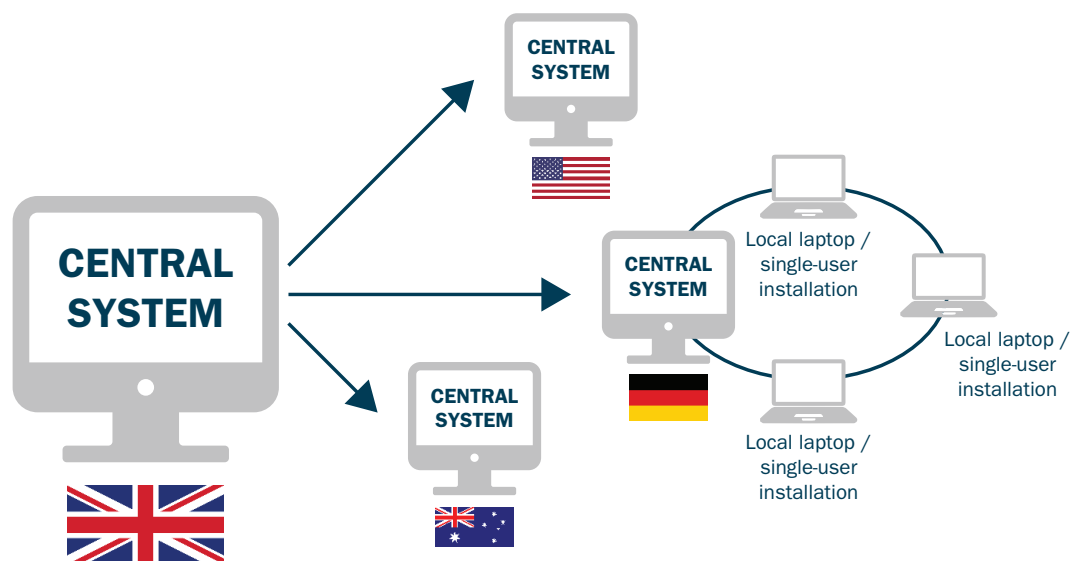 CENTRAL
SYSTEM
CENTRAL
SYSTEM
CENTRAL
SYSTEM
CENTRAL
SYSTEM
Local laptop /
single-user
installation
Local laptop /
single-user
installation
Local laptop /
single-user
installation